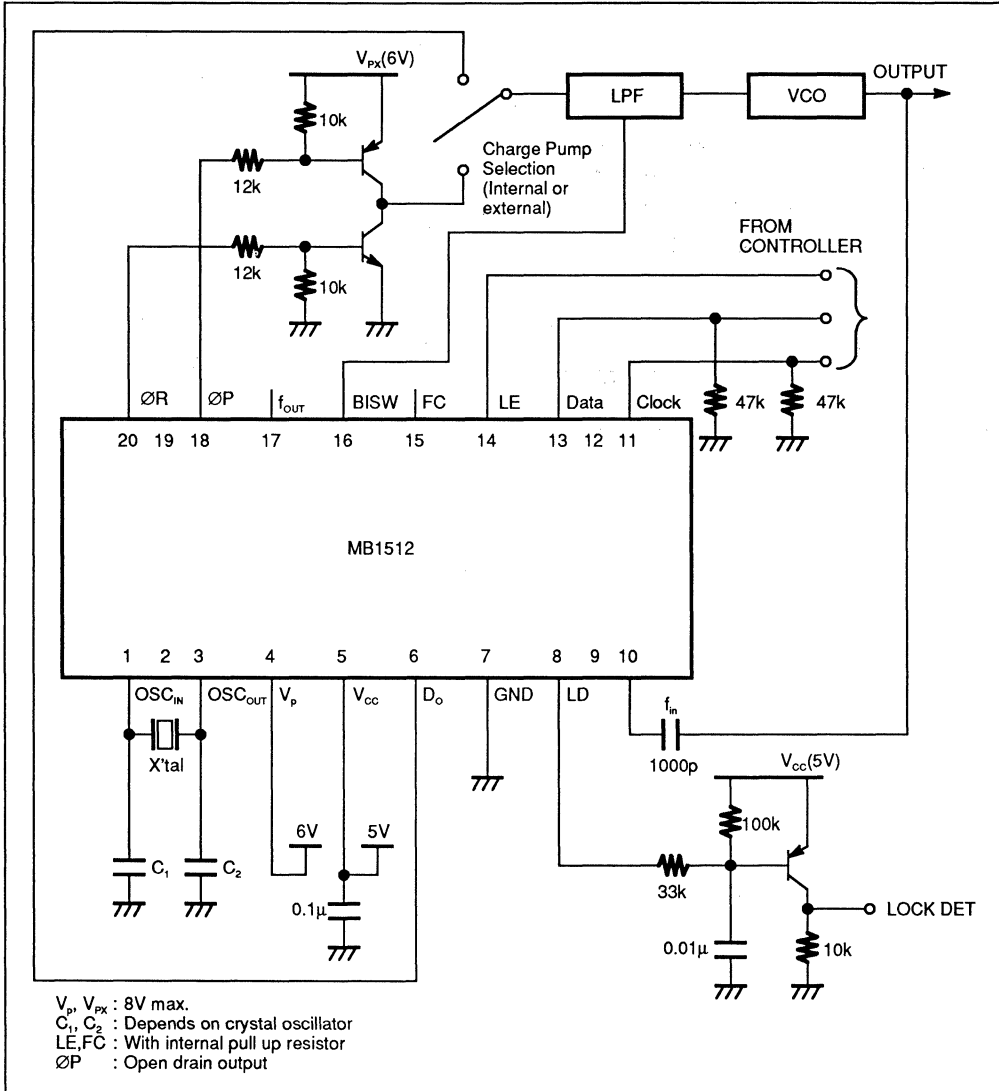 V_PX(6V)
OUTPUT
LPF
VCO
10k
12k
Charge Pump
Selection
(Internal or
external)
12k
10k
FROM
CONTROLLER
47k
47k
ØR
ØP
f_OUT
BISW
FC
LE
Data
Clock
20 19 18 17 16 15 14 13 12 11
MB1512
1 2 3 4 5 6 7 8 9 10
OSC_IN
OSC_OUT
V_p
V_CC
D_O
GND
LD
f_in
X'tal
1000p
V_CC(5V)
6V
5V
100k
C_1
C_2
33k
0.1µ
LOCK DET
0.01µ
10k
V_p, V_PX : 8V max.
C_1, C_2 : Depends on crystal oscillator
LE,FC : With internal pull up resistor
ØP : Open drain output